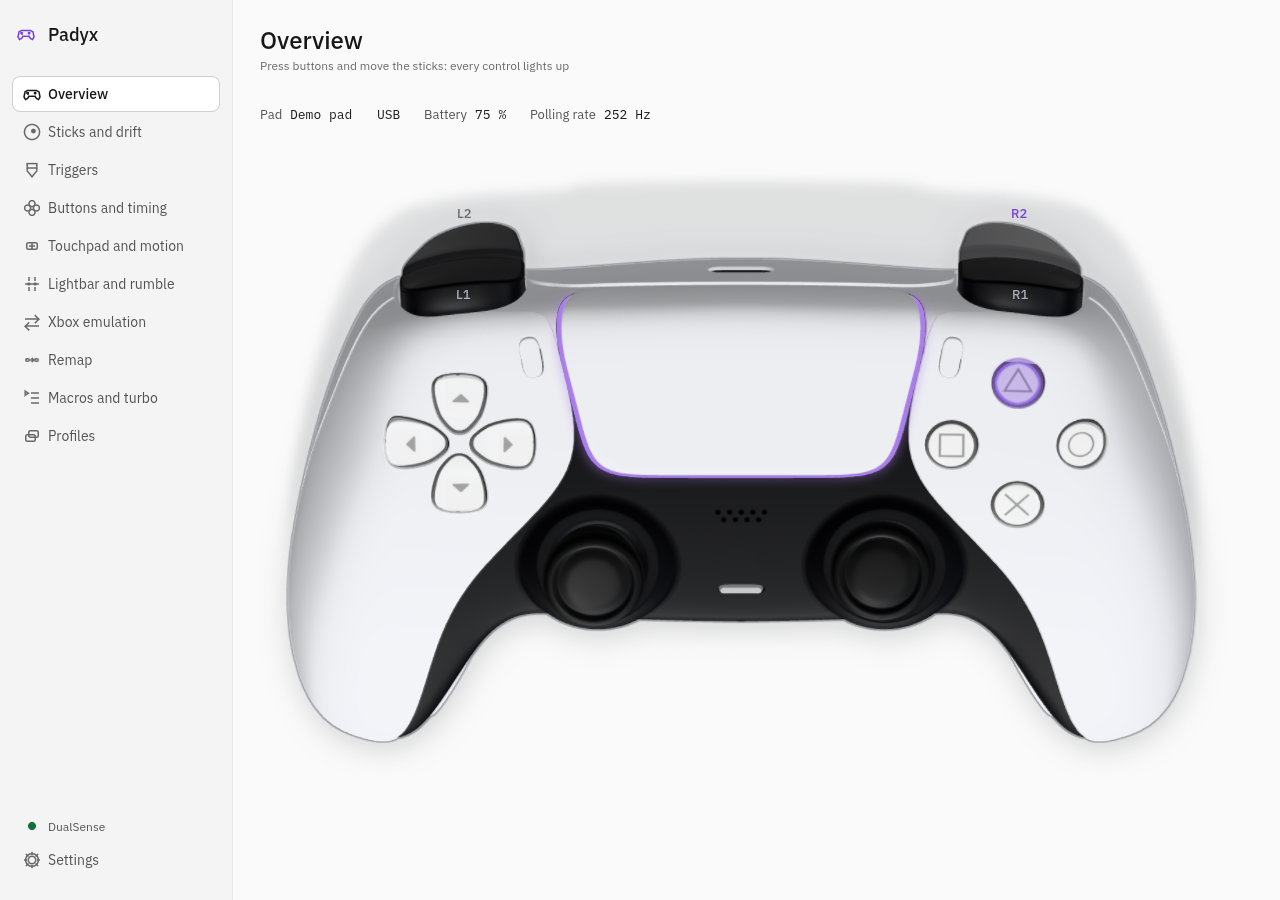 Padyx
Overview
Sticks and drift
Triggers
Buttons and timing
Touchpad and motion
Lightbar and rumble
Xbox emulation
Remap
Macros and turbo
Profiles
DualSense
Settings
Overview
Press buttons and move the sticks: every control lights up
Pad Demo pad USB Battery 75 % Polling rate 252 Hz
L2
R2
L1
R1